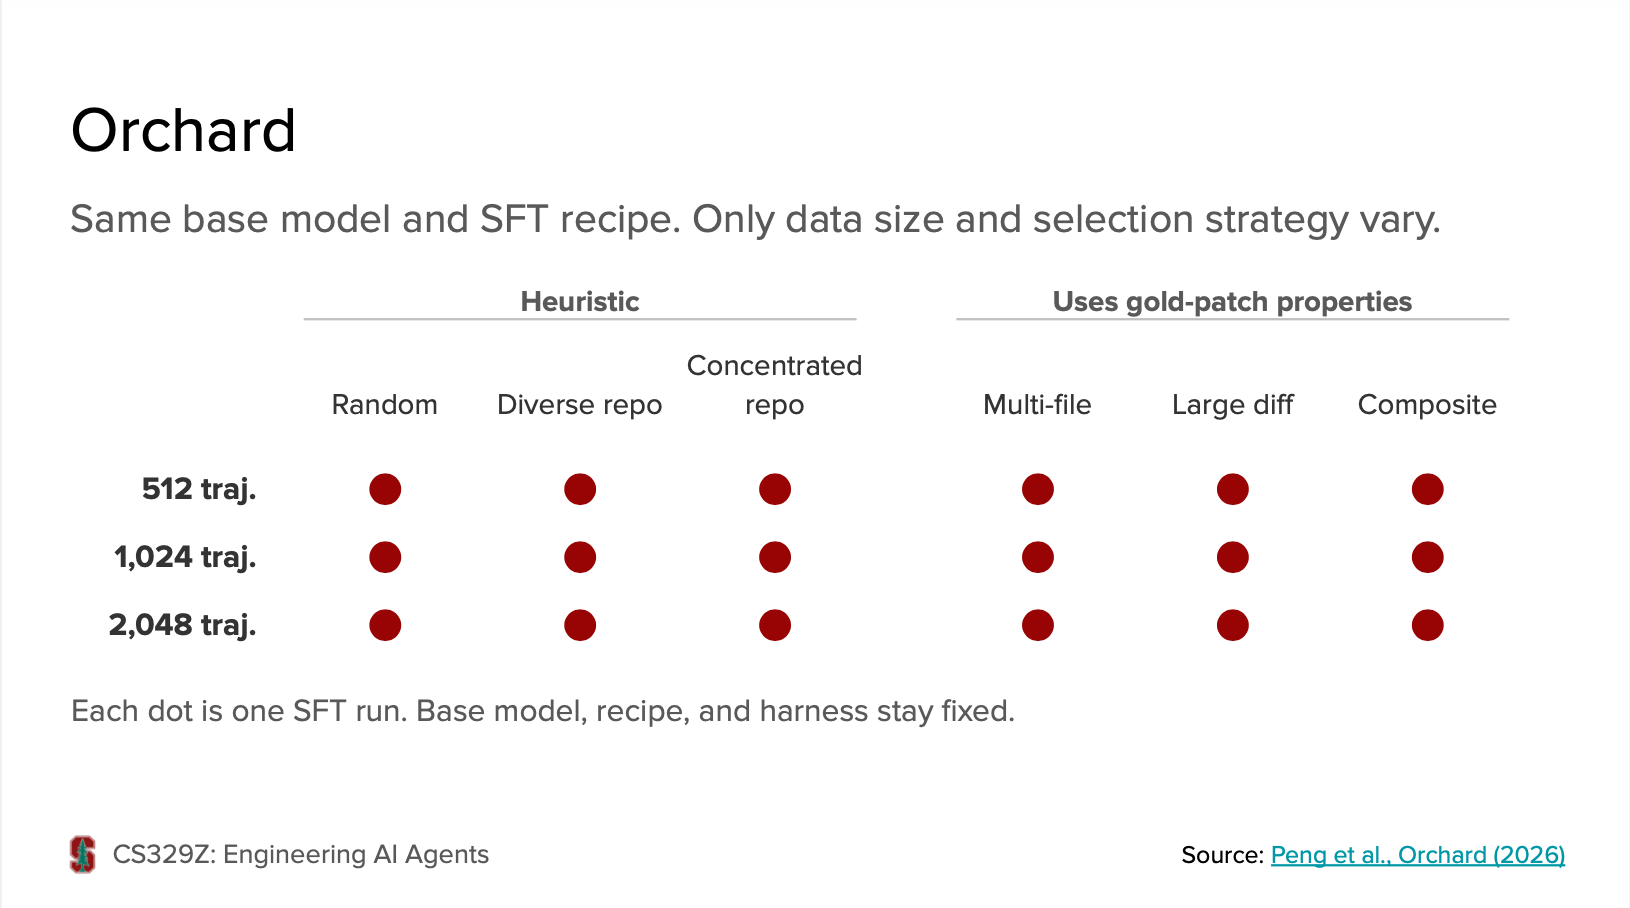 Orchard
Same base model and SFT recipe. Only data size and selection strategy vary.
Heuristic
Uses gold-patch properties
Random
Diverse repo
Concentrated
repo
Multi-file
Large diff
Composite
512 traj.
1,024 traj.
2,048 traj.
Each dot is one SFT run. Base model, recipe, and harness stay fixed.
S
CS329Z: Engineering AI Agents
Source: Peng et al., Orchard (2026)